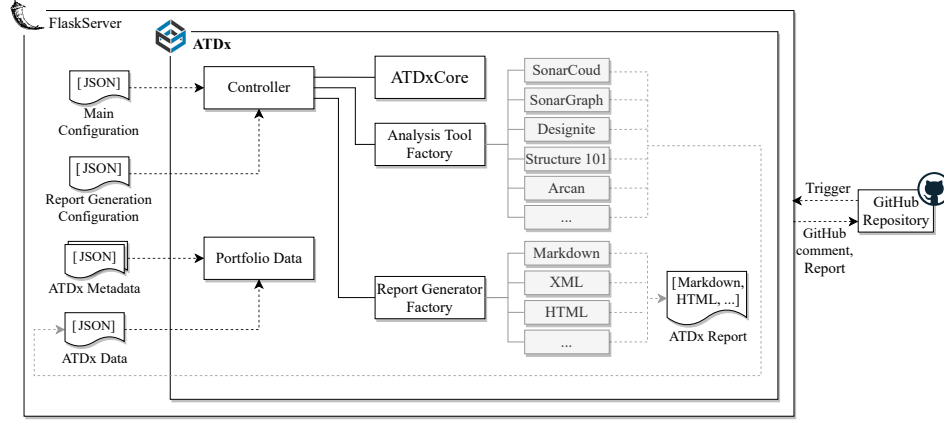 FlaskServer
ATDx
[JSON]
Main
Configuration
[JSON]
Report Generation
Configuration
[JSON]
ATDx Metadata
[JSON]
ATDx Data
Controller
Portfolio Data
ATDxCore
Analysis Tool
Factory
Report Generator
Factory
SonarCoud
SonarGraph
Designite
Structure 101
Arcan
...
Markdown
XML
HTML
...
[Markdown,
HTML, ...]
ATDx Report
Trigger
GitHub
comment,
Report
GitHub
Repository